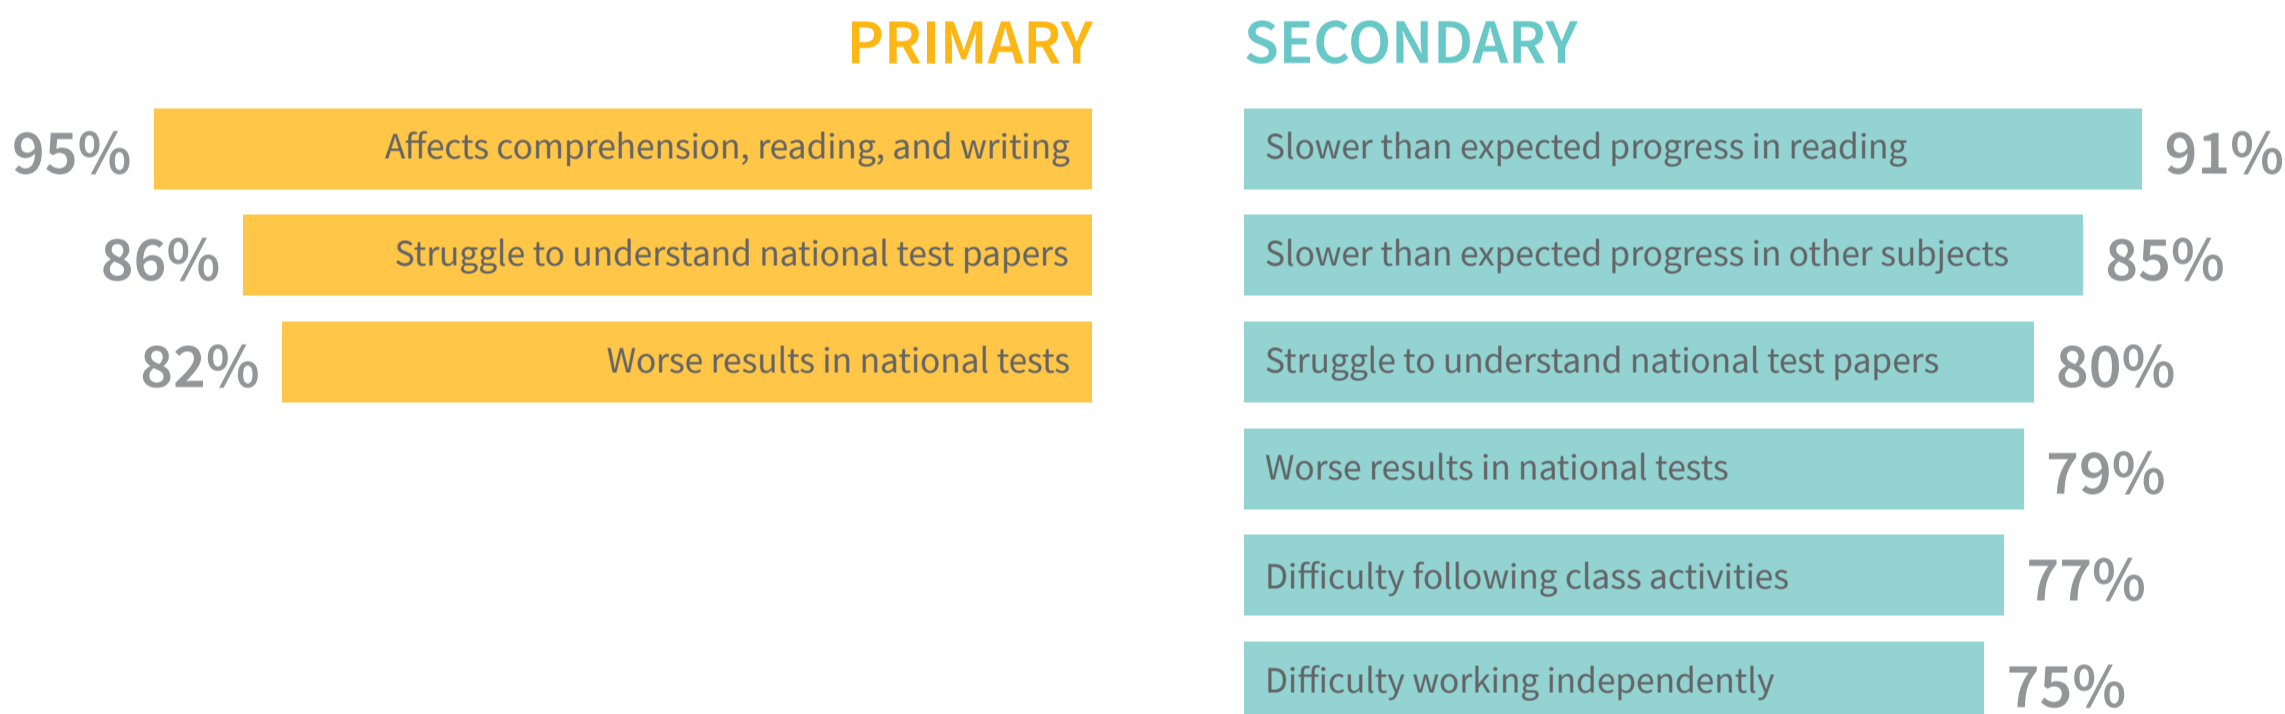 PRIMARY
95% Affects comprehension, reading, and writing
86% Struggle to understand national test papers
82% Worse results in national tests
SECONDARY
Slower than expected progress in reading 91%
Slower than expected progress in other subjects 85%
Struggle to understand national test papers 80%
Worse results in national tests 79%
Difficulty following class activities 77%
Difficulty working independently 75%